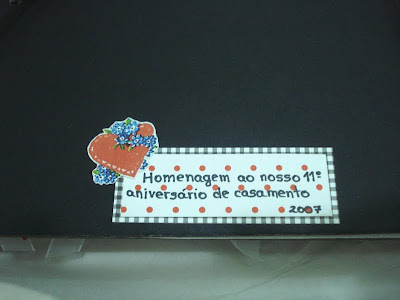 Homenagem ao nosso 11º
aniversário de casamento
2007